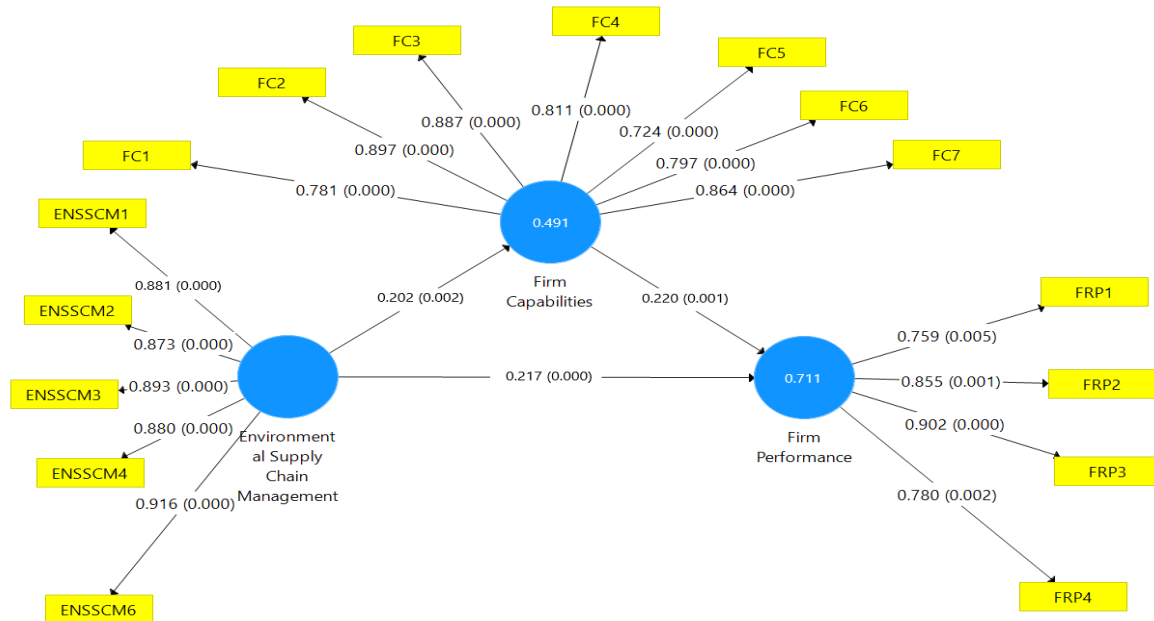 FC4
FC3
FC5
FC2
FC6
FC1
FC7
0.887 (0.000)
0.811 (0.000)
0.724 (0.000)
0.897 (0.000)
0.797 (0.000)
0.781 (0.000)
0.864 (0.000)
ENSSCM1
0.491
Firm
Capabilities
0.881 (0.000)
0.202 (0.002)
0.220 (0.001)
ENSSCM2
0.873 (0.000)
ENSSCM3
0.893 (0.000)
0.880 (0.000)
ENSSCM4
0.916 (0.000)
ENSSCM6
Environment
al Supply
Chain
Management
0.217 (0.000)
0.711
Firm
Performance
FRP1
0.759 (0.005)
0.855 (0.001)
FRP2
0.902 (0.000)
FRP3
0.780 (0.002)
FRP4